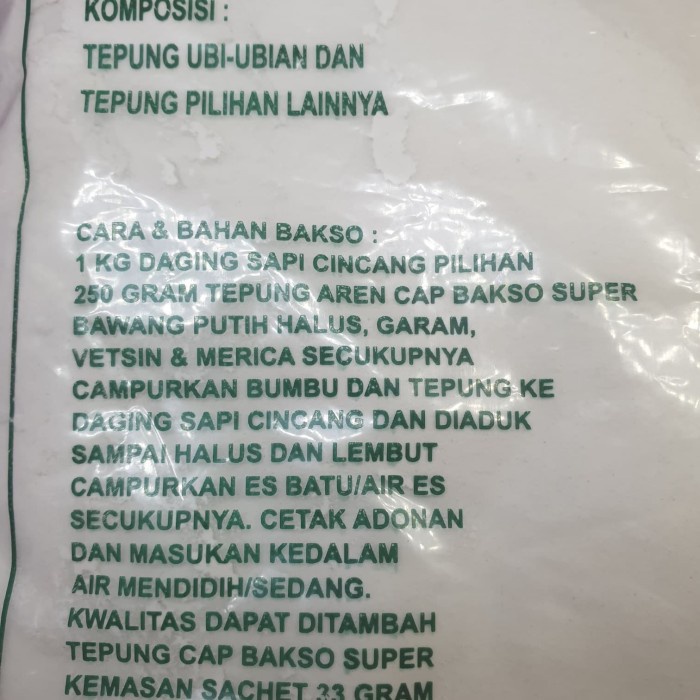 KOMPOSISI :
TEPUNG UBI-UBIAN DAN
TEPUNG PILIHAN LAINNYA
CARA & BAHAN BAKSO :
1 KG DAGING SAPI CINCANG PILIHAN
250 GRAM TEPUNG AREN CAP BAKSO SUPER
BAWANG PUTIH HALUS, GARAM,
VETSIN & MERICA SECUKUPNYA
CAMPURKAN BUMBU DAN TEPUNG KE
DAGING SAPI CINCANG DAN DIADUK
SAMPAI HALUS DAN LEMBUT
CAMPURKAN ES BATU/AIR ES
SECUKUPNYA. CETAK ADONAN
DAN MASUKAN KEDALAM
AIR MENDIDIH/SEDANG.
KWALITAS DAPAT DITAMBAH
TEPUNG CAP BAKSO SUPER
KEMASAN SACHET 33 GRAM